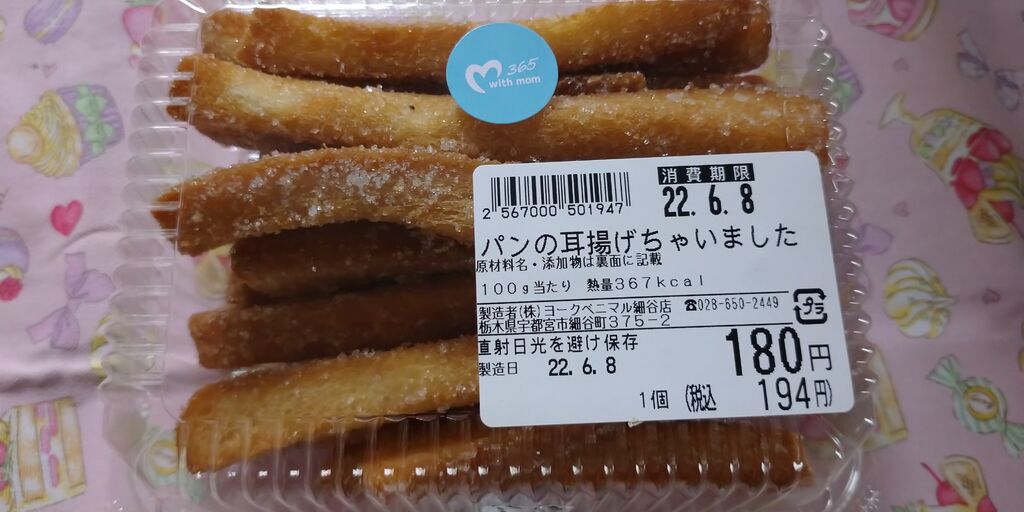 365
with mom
消費期限
2 567000 501947
22. 6. 8
パンの耳揚げちゃいました
原材料名・添加物は裏面に記載
100g当たり 熱量367kcal
製造者(株)ヨークベニマル細谷店 ☎028-650-2449
栃木県宇都宮市細谷町375-2
プラ
直射日光を避け保存
製造日 22. 6. 8
180円
1個 (税込 194円)